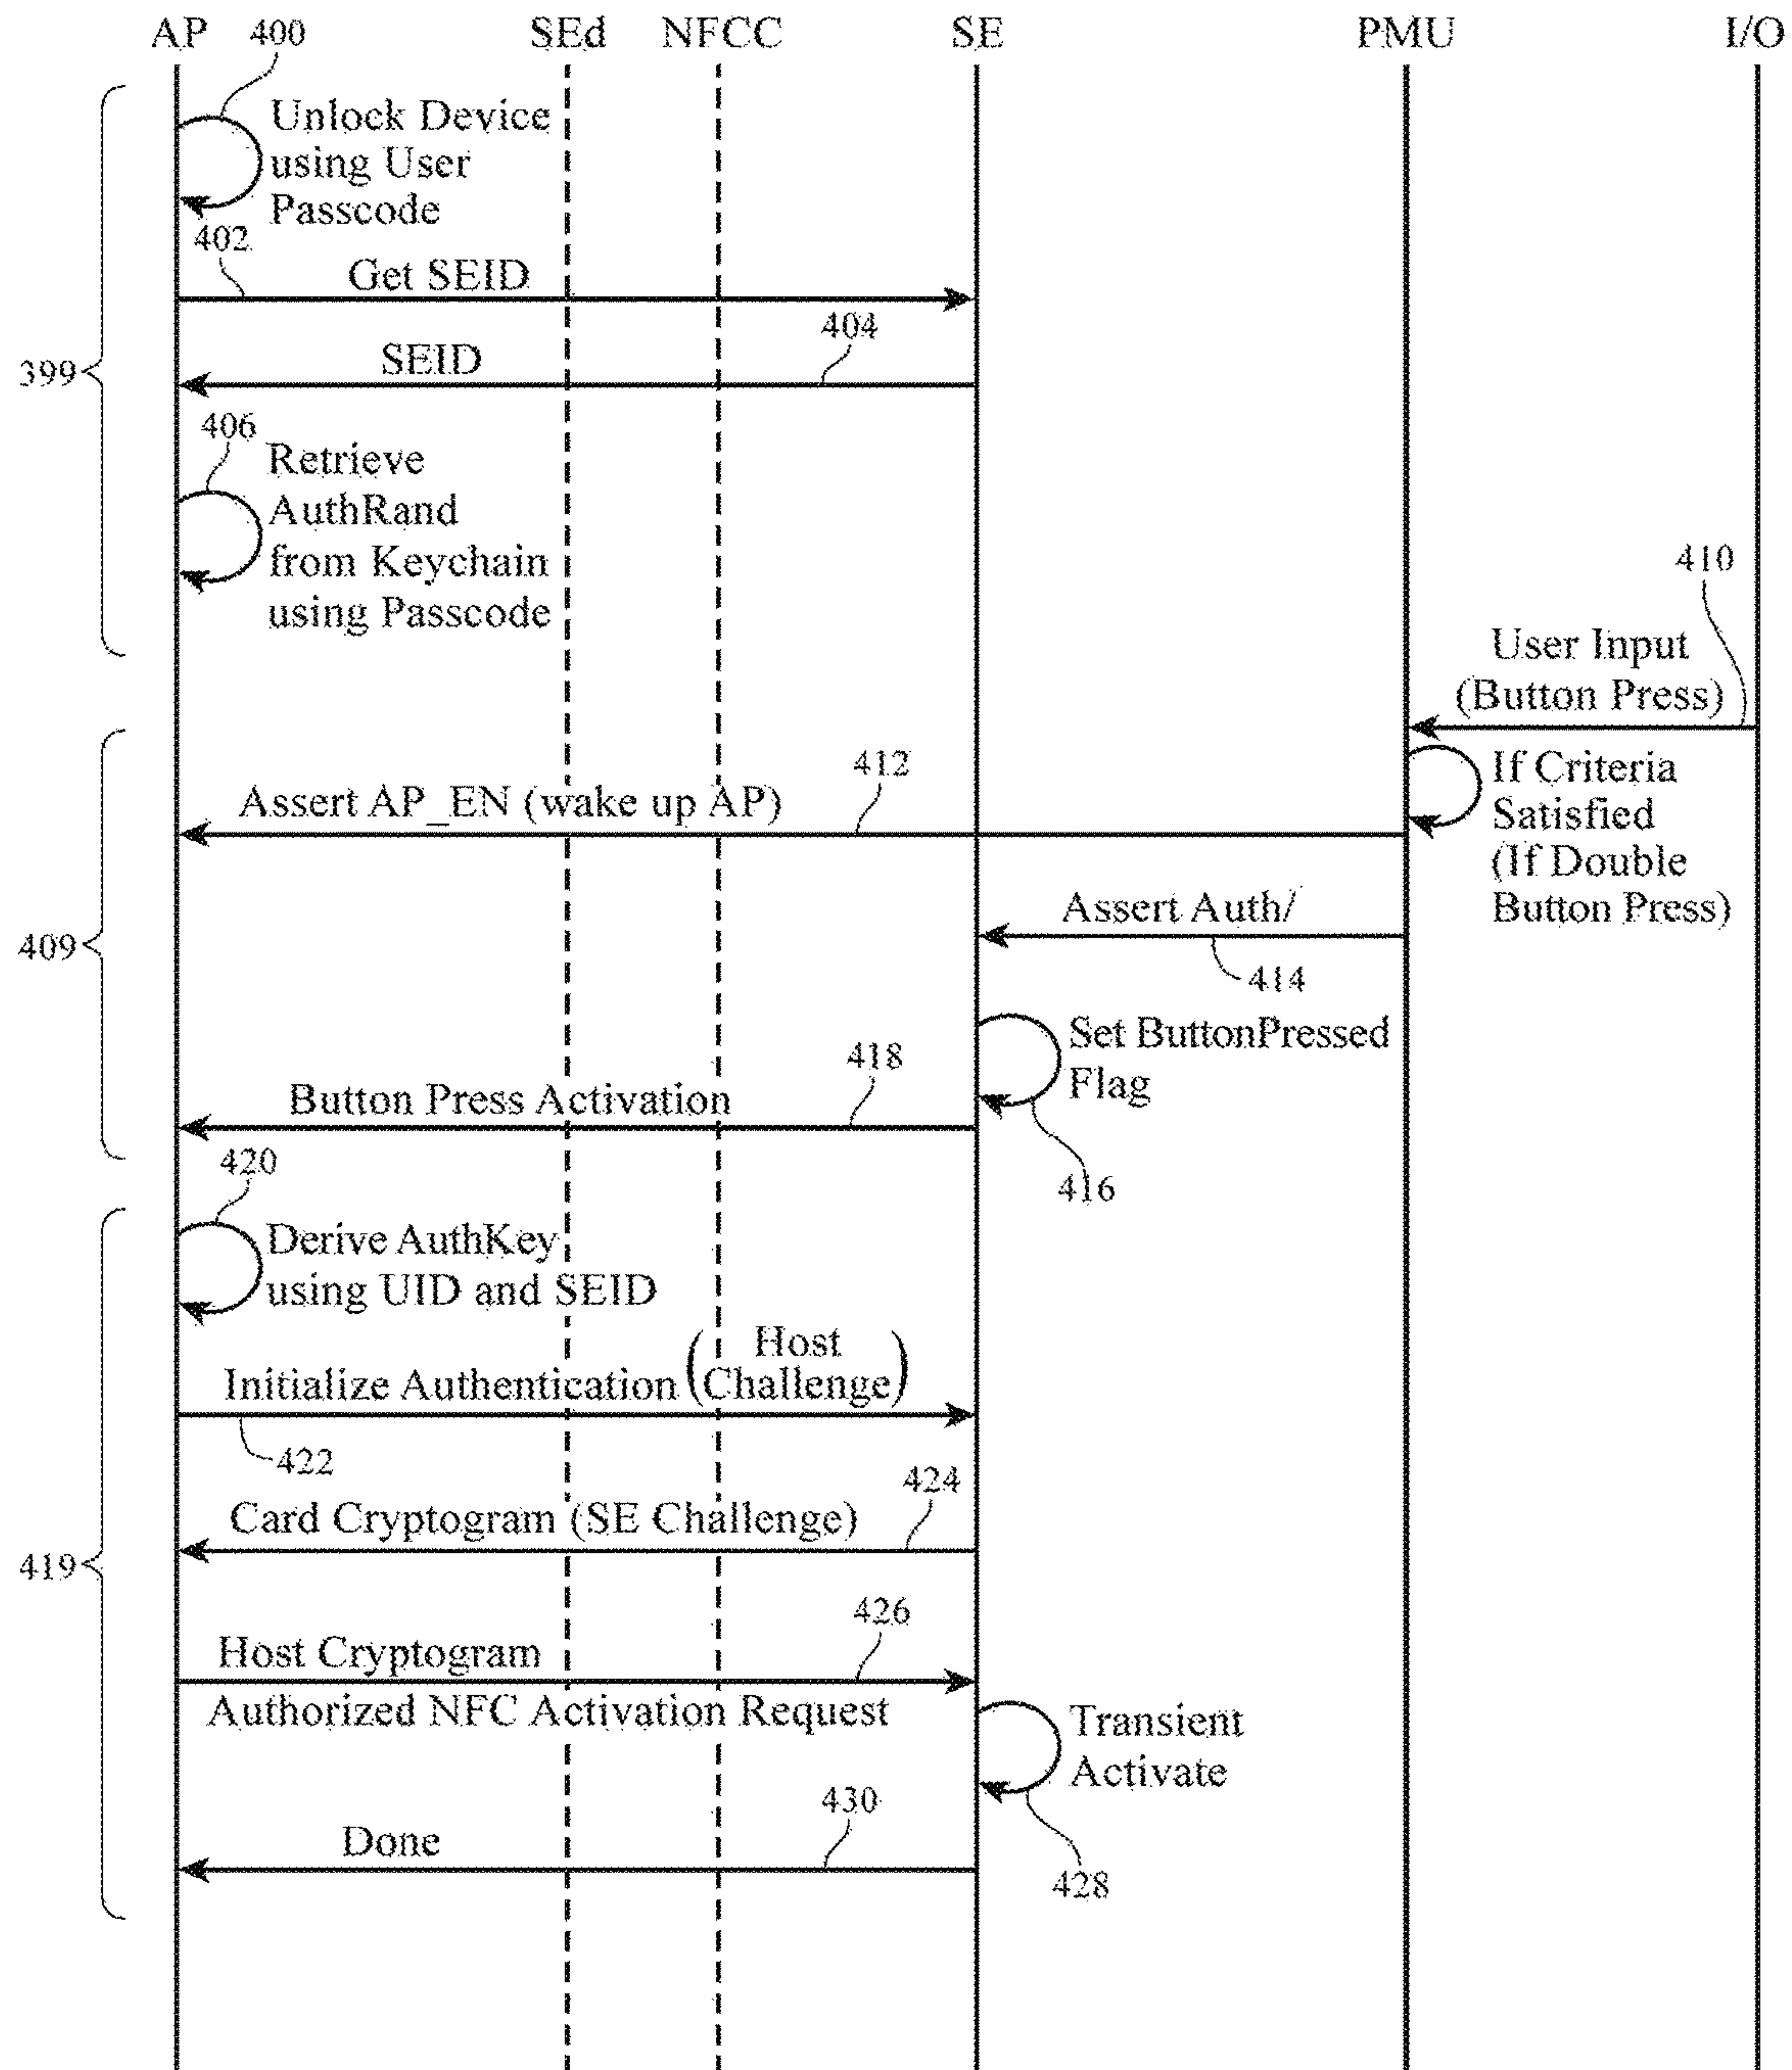 AP
400
SEd
NFCC
SE
PMU
I/O
Unlock Device
using User
Passcode
402
Get SEID
404
SEID
399
406
Retrieve
AuthRand
from Keychain
using Passcode
410
User Input
(Button Press)
412
Assert AP_EN (wake up AP)
If Criteria
Satisfied
(If Double
Button Press)
Assert Auth/
409
414
Set ButtonPressed
Flag
418
Button Press Activation
416
420
Derive AuthKey
using UID and SEID
Initialize Authentication (Host
Challenge)
422
424
Card Cryptogram (SE Challenge)
419
426
Host Cryptogram
Authorized NFC Activation Request
Transient
Activate
430
Done
428